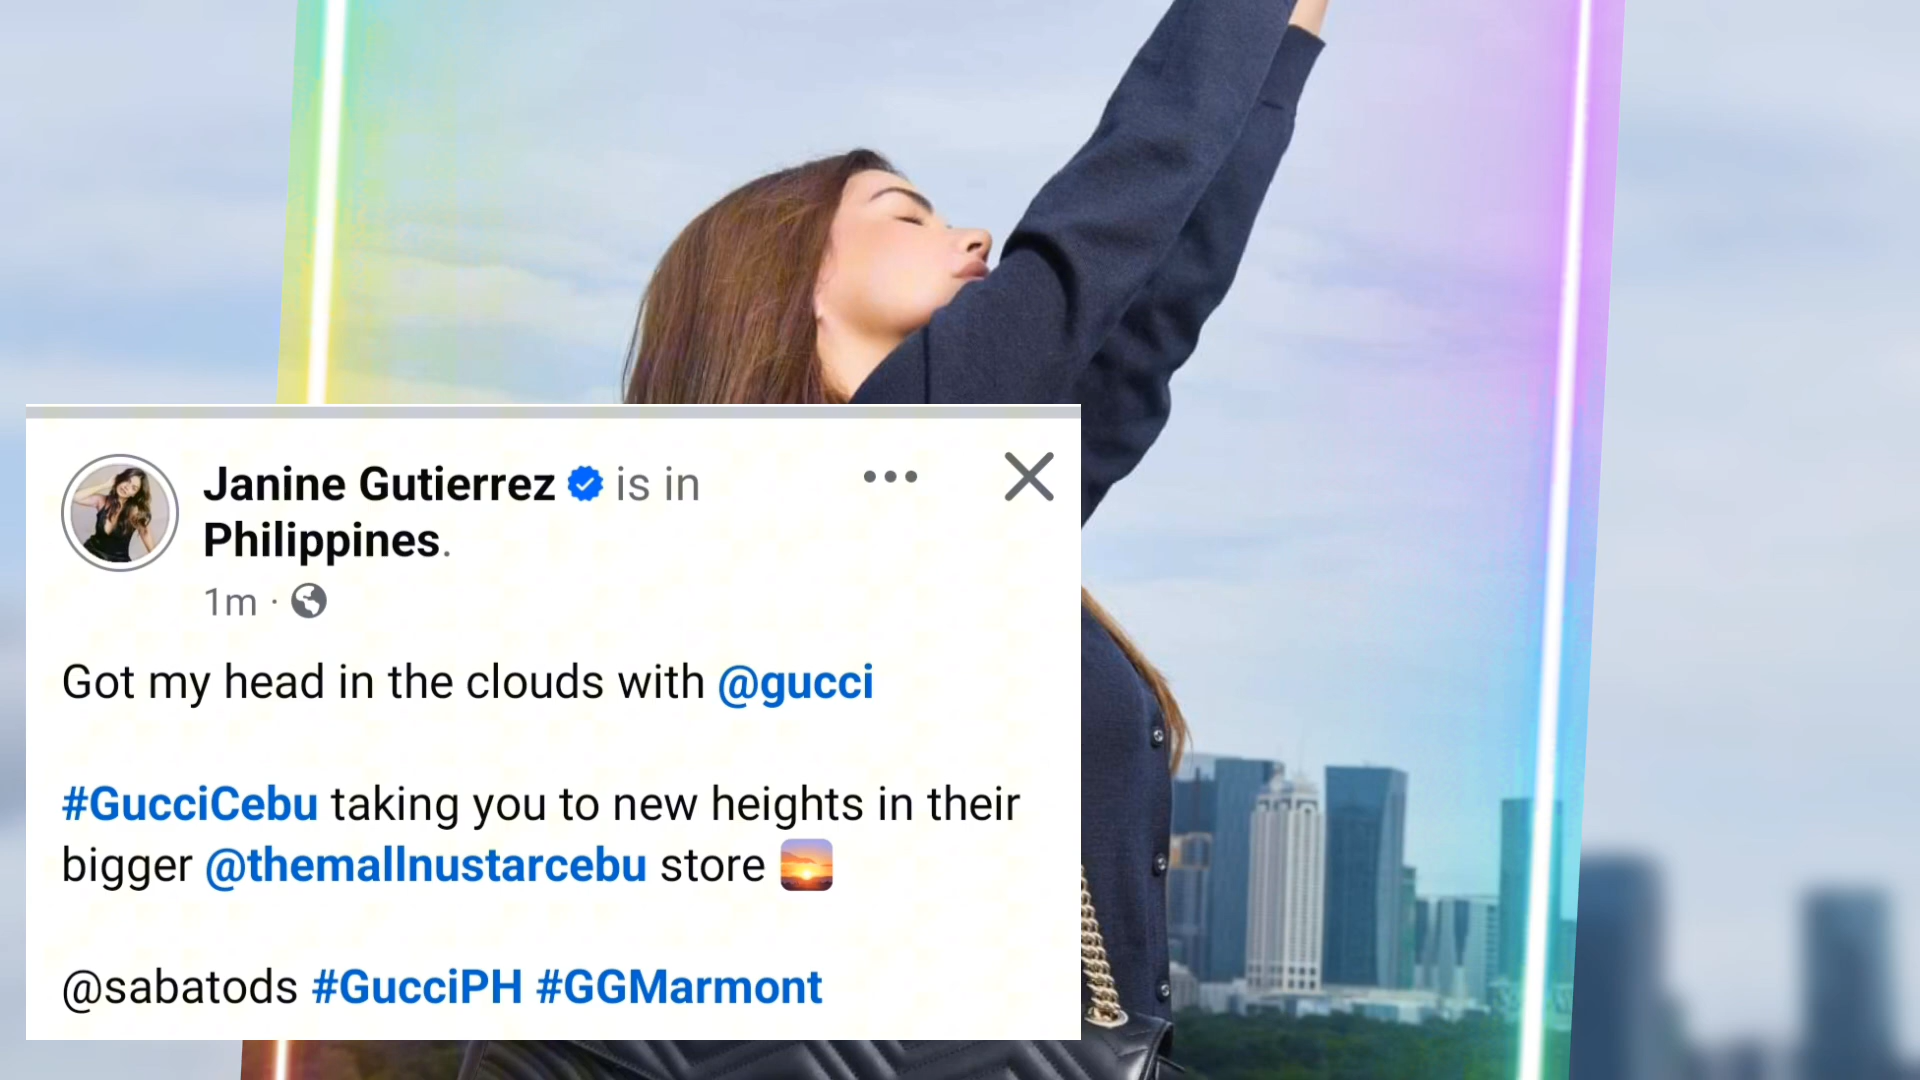 Janine Gutierrez is in
Philippines.
1m ·
Got my head in the clouds with @gucci
#GucciCebu taking you to new heights in their
bigger @themallnustarcebu store 🌅
@sabatods #GucciPH #GGMarmont